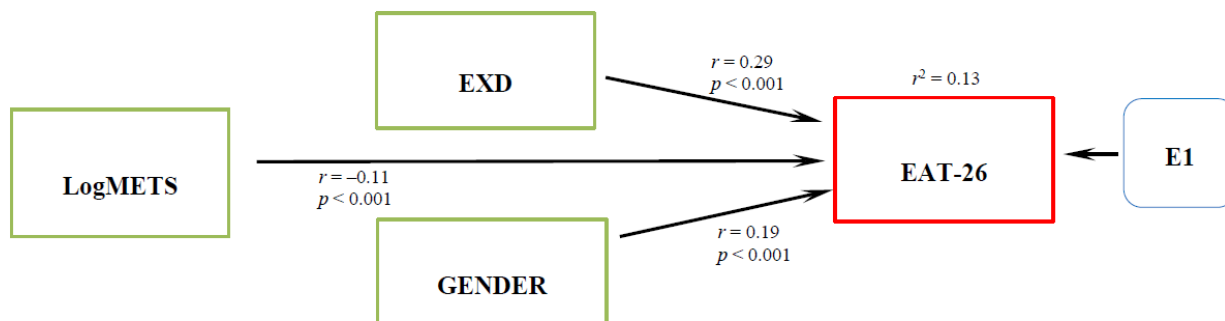 r = 0.29
p < 0.001
EXD
r² = 0.13
LogMETS
r = –0.11
p < 0.001
EAT-26
E1
r = 0.19
p < 0.001
GENDER